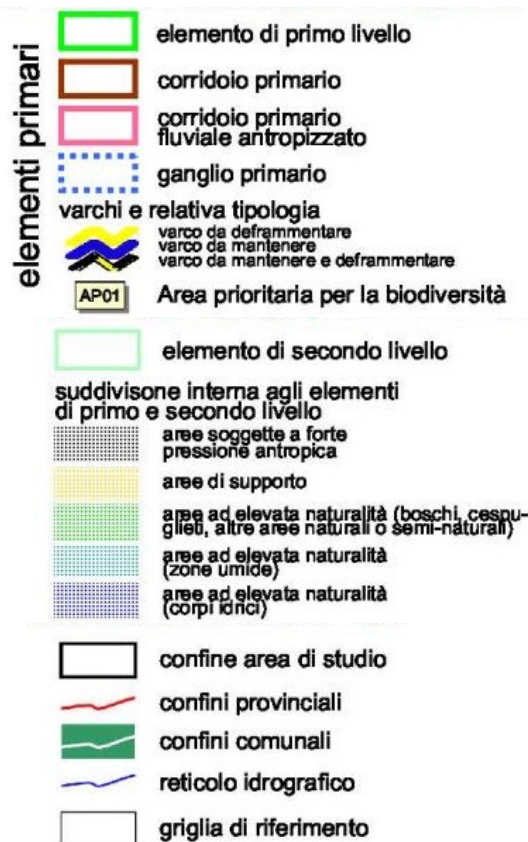 elementi primari
elemento di primo livello
corridoio primario
corridoio primario
fluviale antropizzato
ganglio primario
varchi e relativa tipologia
varco da deframmentare
varco da mantenere
varco da mantenere e deframmentare
AP01
Area prioritaria per la biodiversità
elemento di secondo livello
suddivisone interna agli elementi
di primo e secondo livello
aree soggette a forte
pressione antropica
aree di supporto
aree ad elevata naturalità (boschi, cespu-
glieti, altre aree naturali o semi-naturali)
aree ad elevata naturalità
(zone umide)
aree ad elevata naturalità
(corpi idrici)
confine area di studio
confini provinciali
confini comunali
reticolo idrografico
griglia di riferimento